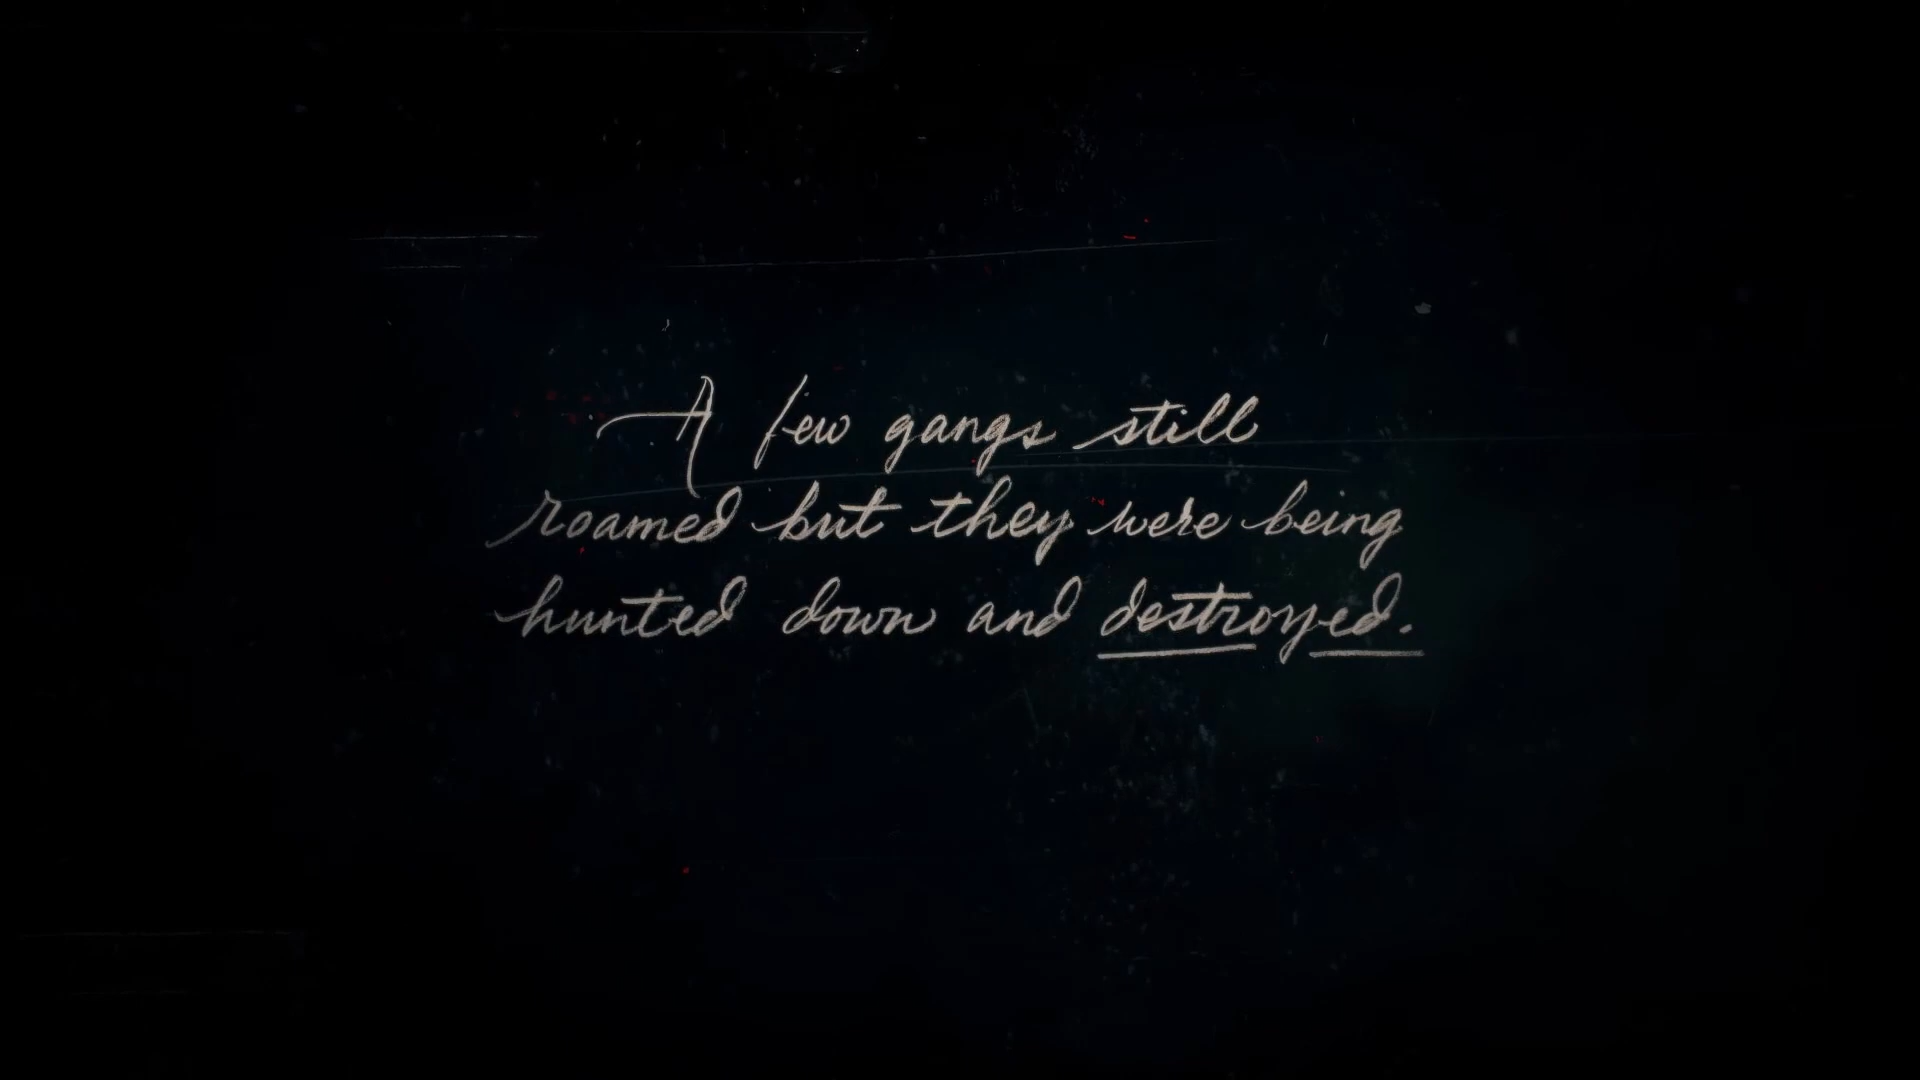 A few gangs still
roamed but they were being
hunted down and destroyed.